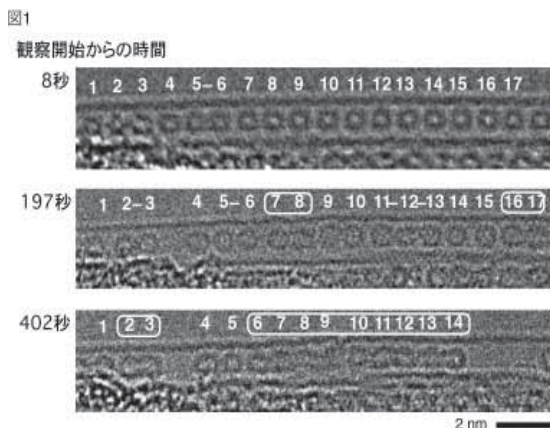 図1
観察開始からの時間
8秒 1 2 3 4 5–6 7 8 9 10 11 12 13 14 15 16 17
197秒 1 2–3 4 5–6 7 8 9 10 11–12–13 14 15 16 17
402秒 1 2 3 4 5 6 7 8 9 10 11 12 13 14
2 nm